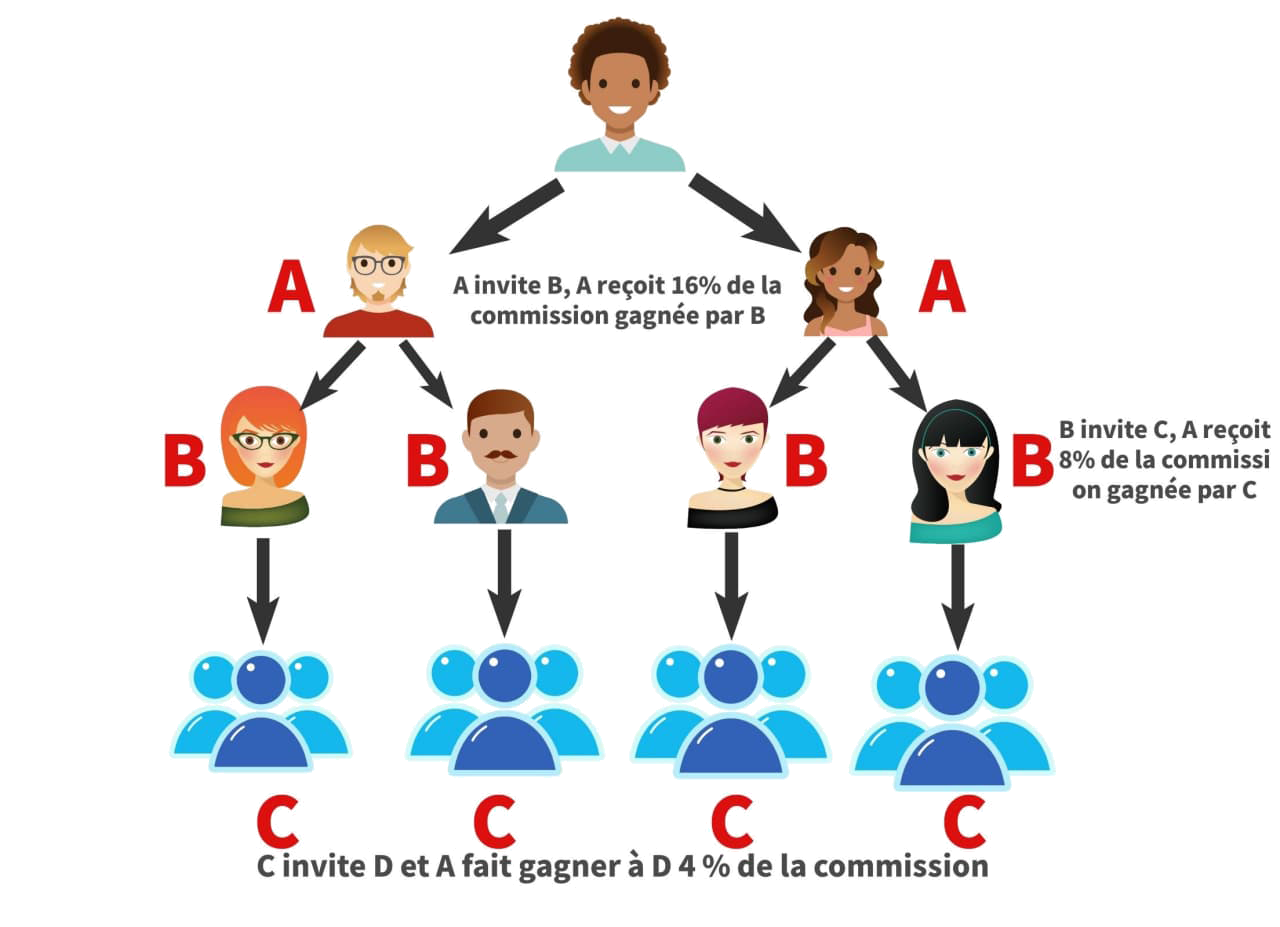 A
A invite B, A reçoit 16% de la
commission gagnée par B
A
B
B
B
B
B invite C, A reçoit
8% de la commissi
on gagnée par C
C
C
C
C
C invite D et A fait gagner à D 4 % de la commission